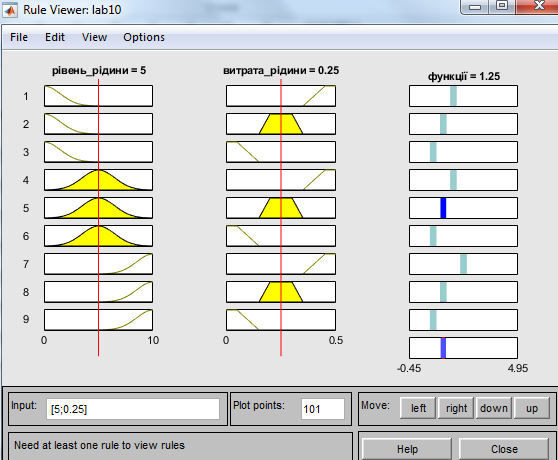 Rule Viewer: lab10
File Edit View Options
рівень_рідини = 5 витрата_рідини = 0.25 функції = 1.25
1
2
3
4
5
6
7
8
9
0 10 0 0.5
-0.45 4.95
Input: [5;0.25] Plot points: 101 Move: left right down up
Need at least one rule to view rules Help Close